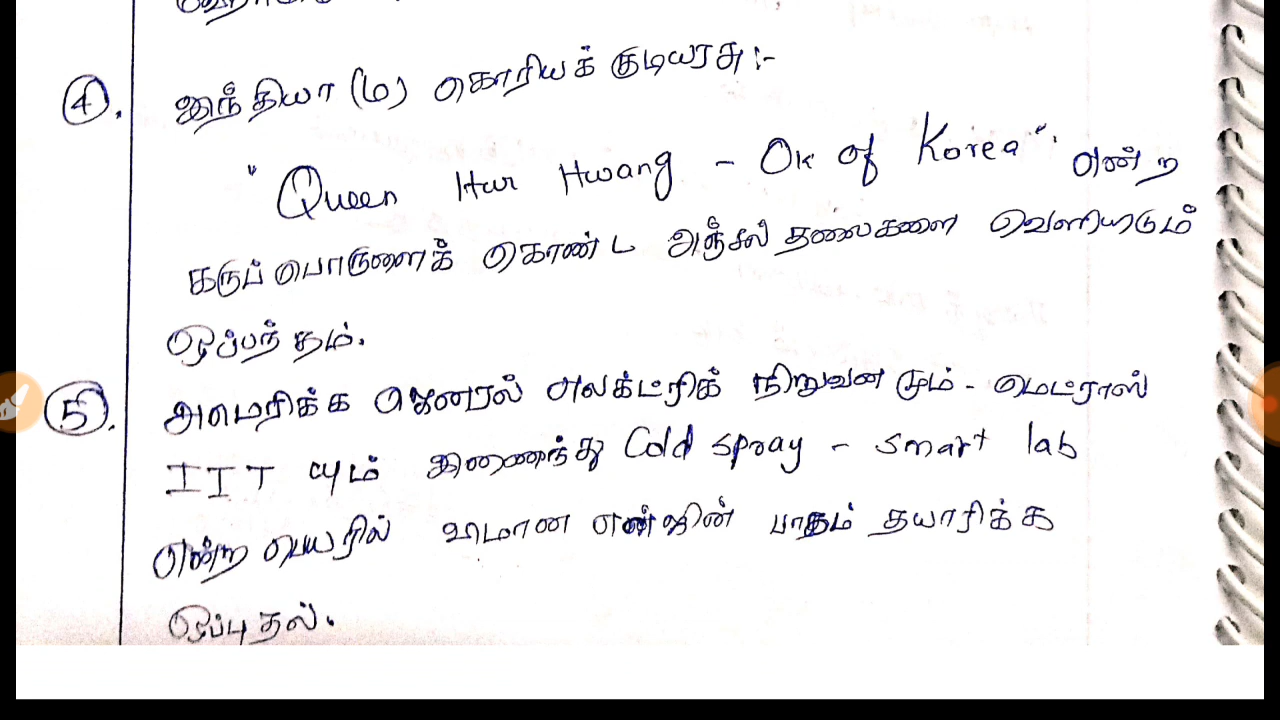 ④. இந்தியா (ம) கொரிய குடியரசு :-
"Queen Hur Hwang - Ok of Korea". என்ற
கருப் பொருளைக் கொண்ட அஞ்சல் தலைகளை வெளியிடும்
ஒப்பந்தம்.
⑤. அமெரிக்க ஜெனரல் எலக்ட்ரிக் நிறுவனமும் - மெட்ராஸ்
IIT யும் இணைந்து Cold spray - smart lab
என்ற பெயரில் விமான என்ஜின் பாகம் தயாரிக்க
ஒப்புதல்.